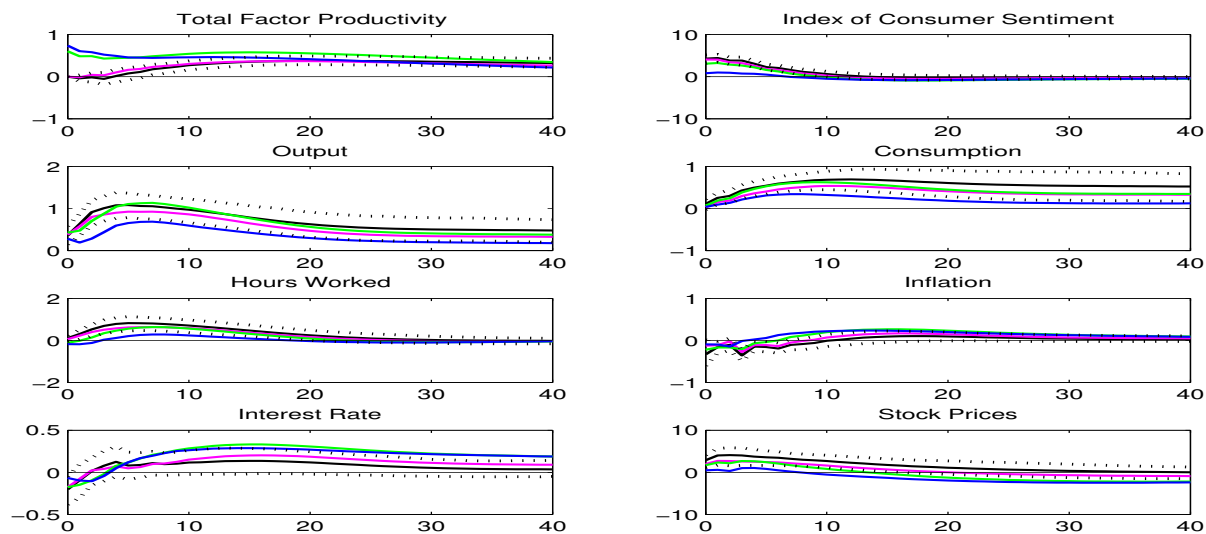 Total Factor Productivity
1
0
−1
0 10 20 30 40
Index of Consumer Sentiment
10
0
−10
0 10 20 30 40
Output
2
1
0
0 10 20 30 40
Consumption
1
0
−1
0 10 20 30 40
Hours Worked
2
0
−2
0 10 20 30 40
Inflation
1
0
−1
0 10 20 30 40
Interest Rate
0.5
0
−0.5
0 10 20 30 40
Stock Prices
10
0
−10
0 10 20 30 40